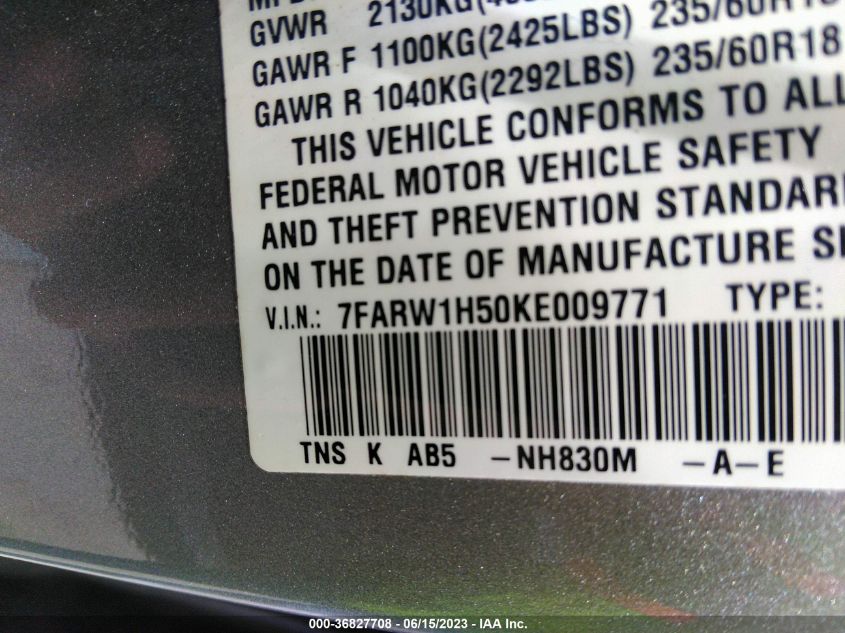 GVWR 2130KG
GAWR F 1100KG(2425LBS) 235/60R18
GAWR R 1040KG(2292LBS) 235/60R18
THIS VEHICLE CONFORMS TO ALL
FEDERAL MOTOR VEHICLE SAFETY
AND THEFT PREVENTION STANDAR
ON THE DATE OF MANUFACTURE
V.I.N.: 7FARW1H50KE009771 TYPE:
TNS K AB5 -NH830M -A-E
000-36827708 - 06/15/2023 - IAA Inc.